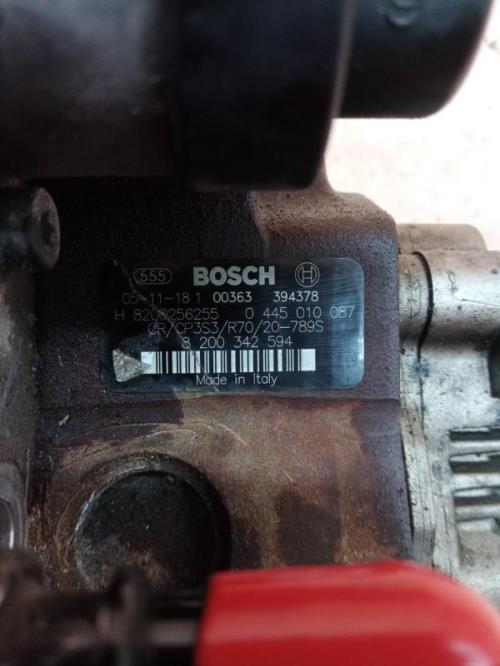 555 BOSCH
05-11-18 1 00363 394378
H 8200256255 0 445 010 087
CR/CP3S3/R70/20-789S
8 200 342 594
Made in Italy